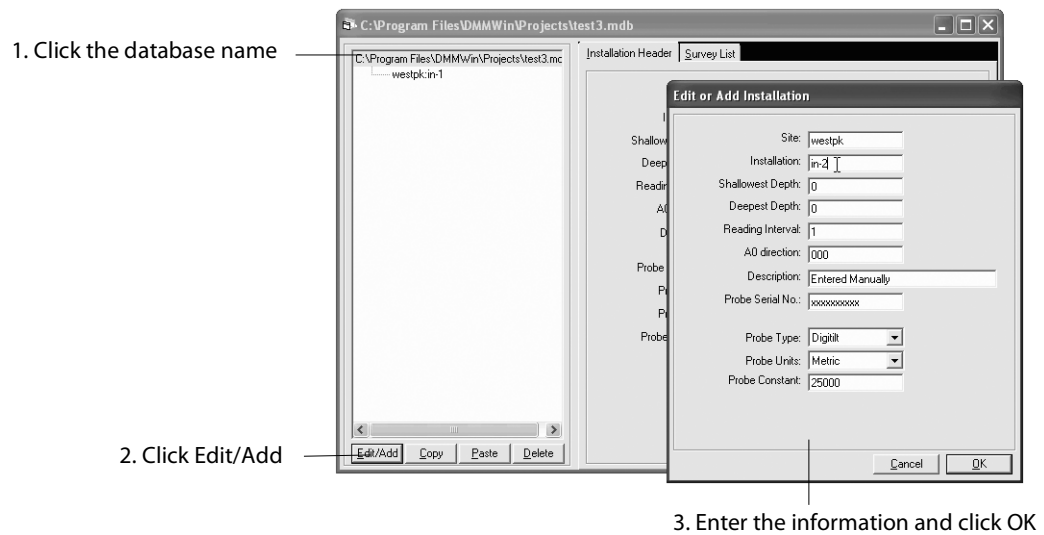 C:\Program Files\DMMWin\Projects\test3.mdb
1. Click the database name
C:\Program Files\DMMWin\Projects\test3.mc
westpk:in-1
Installation Header
Survey List
Shallow
Deep
Readin
A0
D
Probe
Pr
Pr
Probe
Edit/Add
Copy
Paste
Delete
2. Click Edit/Add
Edit or Add Installation
Site: westpk
Installation: in-2
Shallowest Depth: 0
Deepest Depth: 0
Reading Interval: 1
A0 direction: 000
Description: Entered Manually
Probe Serial No.: xxxxxxxxxx
Probe Type: Digitilt
Probe Units: Metric
Probe Constant: 25000
Cancel
OK
3. Enter the information and click OK